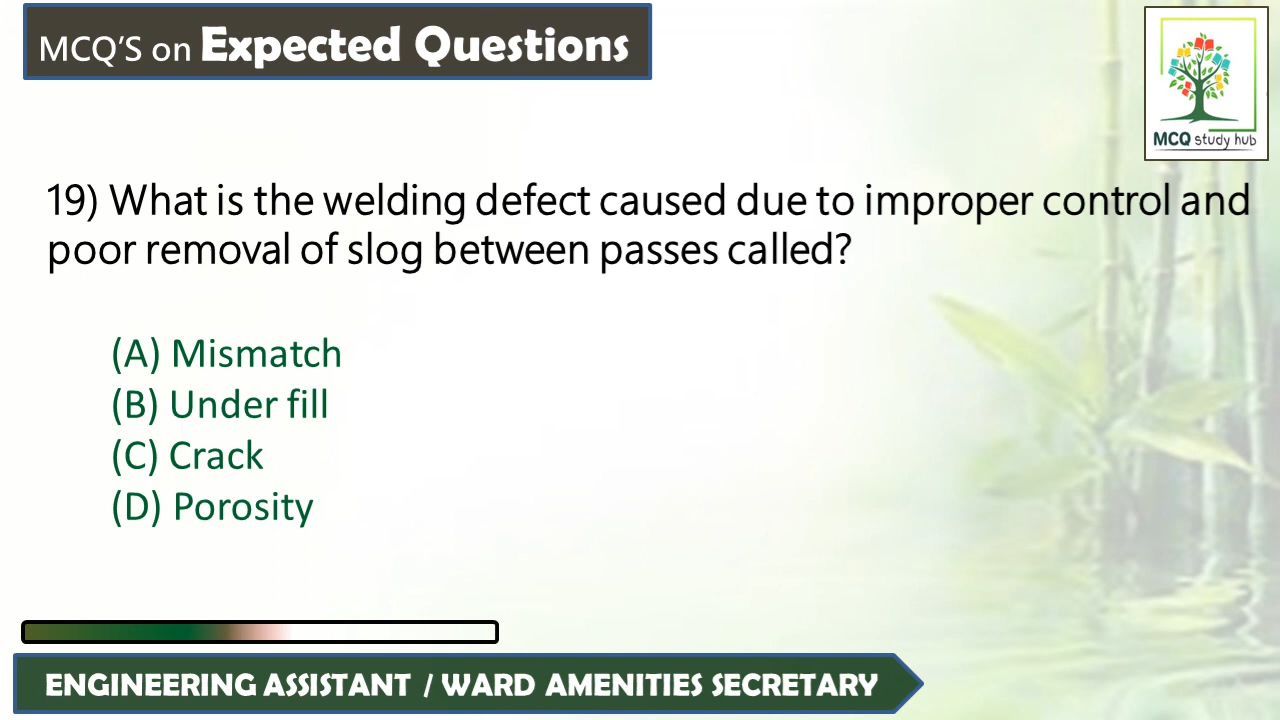 MCQ'S on Expected Questions
MCQ study hub
19) What is the welding defect caused due to improper control and
poor removal of slog between passes called?
(A) Mismatch
(B) Under fill
(C) Crack
(D) Porosity
ENGINEERING ASSISTANT / WARD AMENITIES SECRETARY